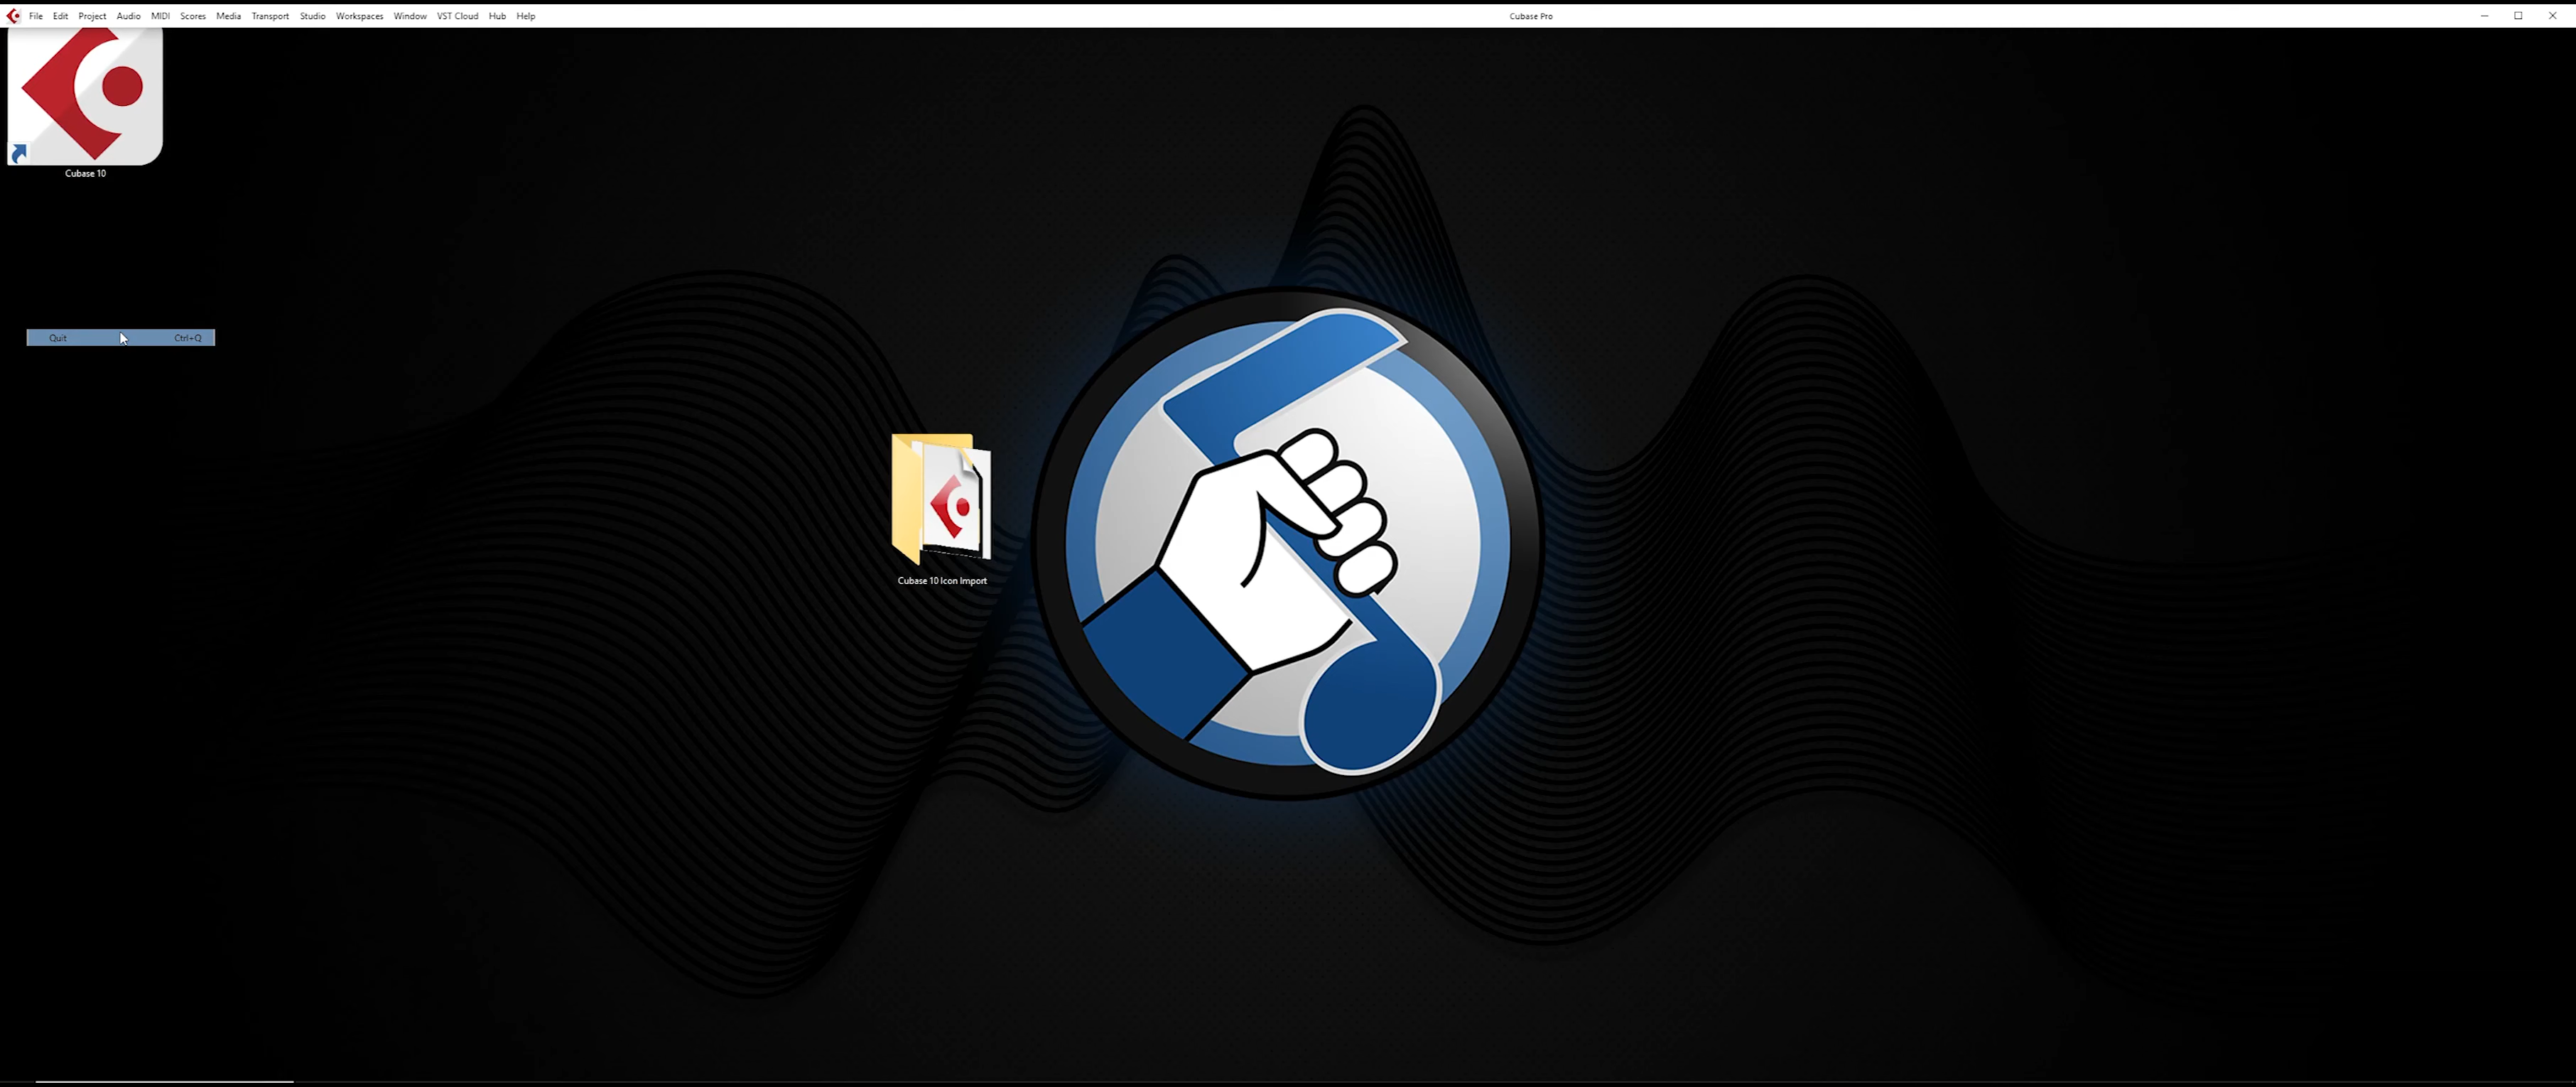 File Edit Project Audio MIDI Scores Media Transport Studio Workspaces Window VST Cloud Hub Help Cubase Pro
Cubase 10
Quit Ctrl+Q
Cubase 10 Icon Import